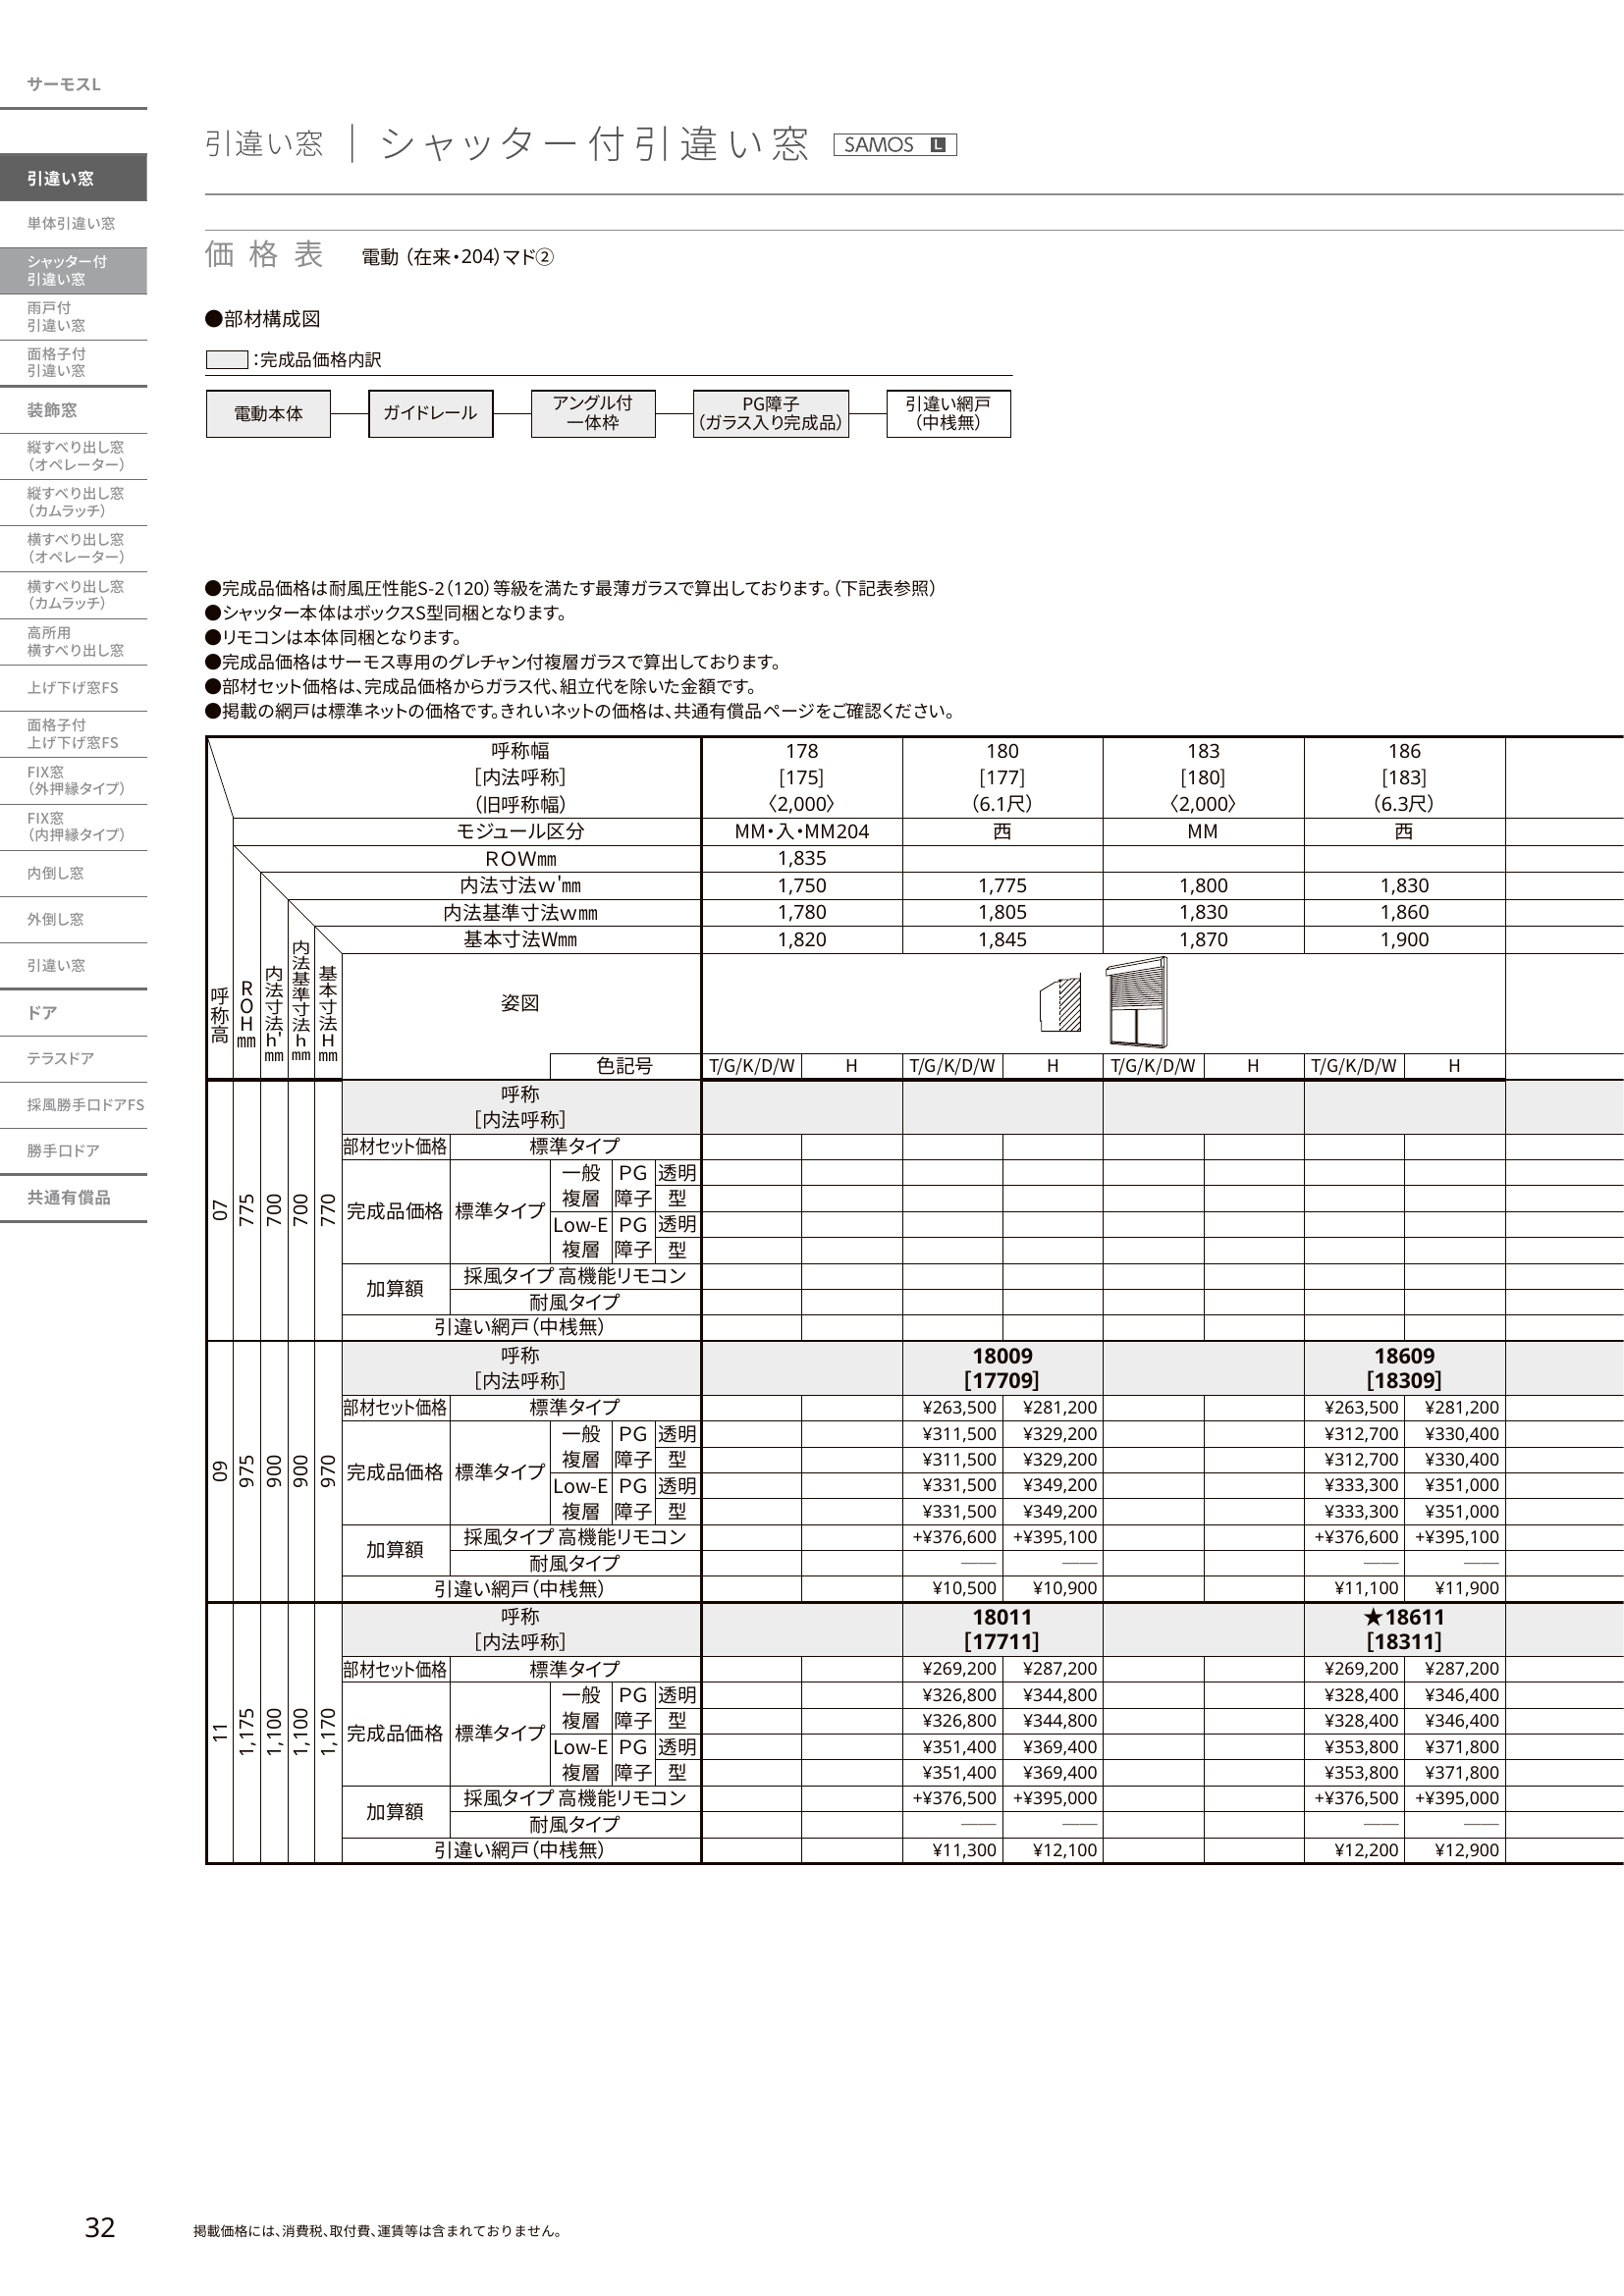 サーモスL
引違い窓
単体引違い窓
シャッター付
引違い窓
雨戸付
引違い窓
面格子付
引違い窓
装飾窓
縦すべり出し窓
（オペレーター）
縦すべり出し窓
（カムラッチ）
横すべり出し窓
（オペレーター）
横すべり出し窓
（カムラッチ）
高所用
横すべり出し窓
上げ下げ窓FS
面格子付
上げ下げ窓FS
FIX窓
（外押縁タイプ）
FIX窓
（内押縁タイプ）
内倒し窓
外倒し窓
引違い窓
ドア
テラスドア
採風勝手口ドアFS
勝手口ドア
共通有償品
引違い窓 | シャッター付引違い窓 SAMOS L
価格表 電動（在来・204）マド②
●部材構成図
：完成品価格内訳
電動本体 ガイドレール アングル付一体枠 PG障子（ガラス入り完成品） 引違い網戸（中桟無）
●完成品価格は耐風圧性能S-2（120）等級を満たす最薄ガラスで算出しております。（下記表参照）
●シャッター本体はボックスS型同梱となります。
●リモコンは本体同梱となります。
●完成品価格はサーモス専用のグレチャン付複層ガラスで算出しております。
●部材セット価格は、完成品価格からガラス代、組立代を除いた金額です。
●掲載の網戸は標準ネットの価格です。きれいネットの価格は、共通有償品ページをご確認ください。
呼称幅 178 180 183 186
［内法呼称］ [175] [177] [180] [183]
（旧呼称幅） 〈2,000〉 （6.1尺） 〈2,000〉 （6.3尺）
モジュール区分 MM・入・MM204 西 MM 西
ROW㎜ 1,835
内法寸法w'㎜ 1,750 1,775 1,800 1,830
内法基準寸法w㎜ 1,780 1,805 1,830 1,860
基本寸法W㎜ 1,820 1,845 1,870 1,900
呼称高 ROH㎜ 内法寸法h'㎜ 内法基準寸法h㎜ 基本寸法H㎜ 姿図
色記号 T/G/K/D/W H T/G/K/D/W H T/G/K/D/W H T/G/K/D/W H
07 775 700 700 770
呼称
［内法呼称］
部材セット価格 標準タイプ
完成品価格 標準タイプ 一般複層 PG障子 透明
型
Low-E複層 PG障子 透明
型
加算額 採風タイプ 高機能リモコン
耐風タイプ
引違い網戸（中桟無）
09 975 900 900 970
呼称 18009 18609
［内法呼称］ [17709] [18309]
部材セット価格 標準タイプ ¥263,500 ¥281,200 ¥263,500 ¥281,200
完成品価格 標準タイプ 一般複層 PG障子 透明 ¥311,500 ¥329,200 ¥312,700 ¥330,400
型 ¥311,500 ¥329,200 ¥312,700 ¥330,400
Low-E複層 PG障子 透明 ¥331,500 ¥349,200 ¥333,300 ¥351,000
型 ¥331,500 ¥349,200 ¥333,300 ¥351,000
加算額 採風タイプ 高機能リモコン +¥376,600 +¥395,100 +¥376,600 +¥395,100
耐風タイプ —— —— —— ——
引違い網戸（中桟無） ¥10,500 ¥10,900 ¥11,100 ¥11,900
11 1,175 1,100 1,100 1,170
呼称 18011 ★18611
［内法呼称］ [17711] [18311]
部材セット価格 標準タイプ ¥269,200 ¥287,200 ¥269,200 ¥287,200
完成品価格 標準タイプ 一般複層 PG障子 透明 ¥326,800 ¥344,800 ¥328,400 ¥346,400
型 ¥326,800 ¥344,800 ¥328,400 ¥346,400
Low-E複層 PG障子 透明 ¥351,400 ¥369,400 ¥353,800 ¥371,800
型 ¥351,400 ¥369,400 ¥353,800 ¥371,800
加算額 採風タイプ 高機能リモコン +¥376,500 +¥395,000 +¥376,500 +¥395,000
耐風タイプ —— —— —— ——
引違い網戸（中桟無） ¥11,300 ¥12,100 ¥12,200 ¥12,900
32 掲載価格には、消費税、取付費、運賃等は含まれておりません。